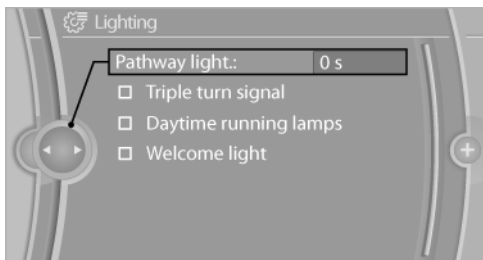 Lighting
Pathway light.: 0 s
Triple turn signal
Daytime running lamps
Welcome light